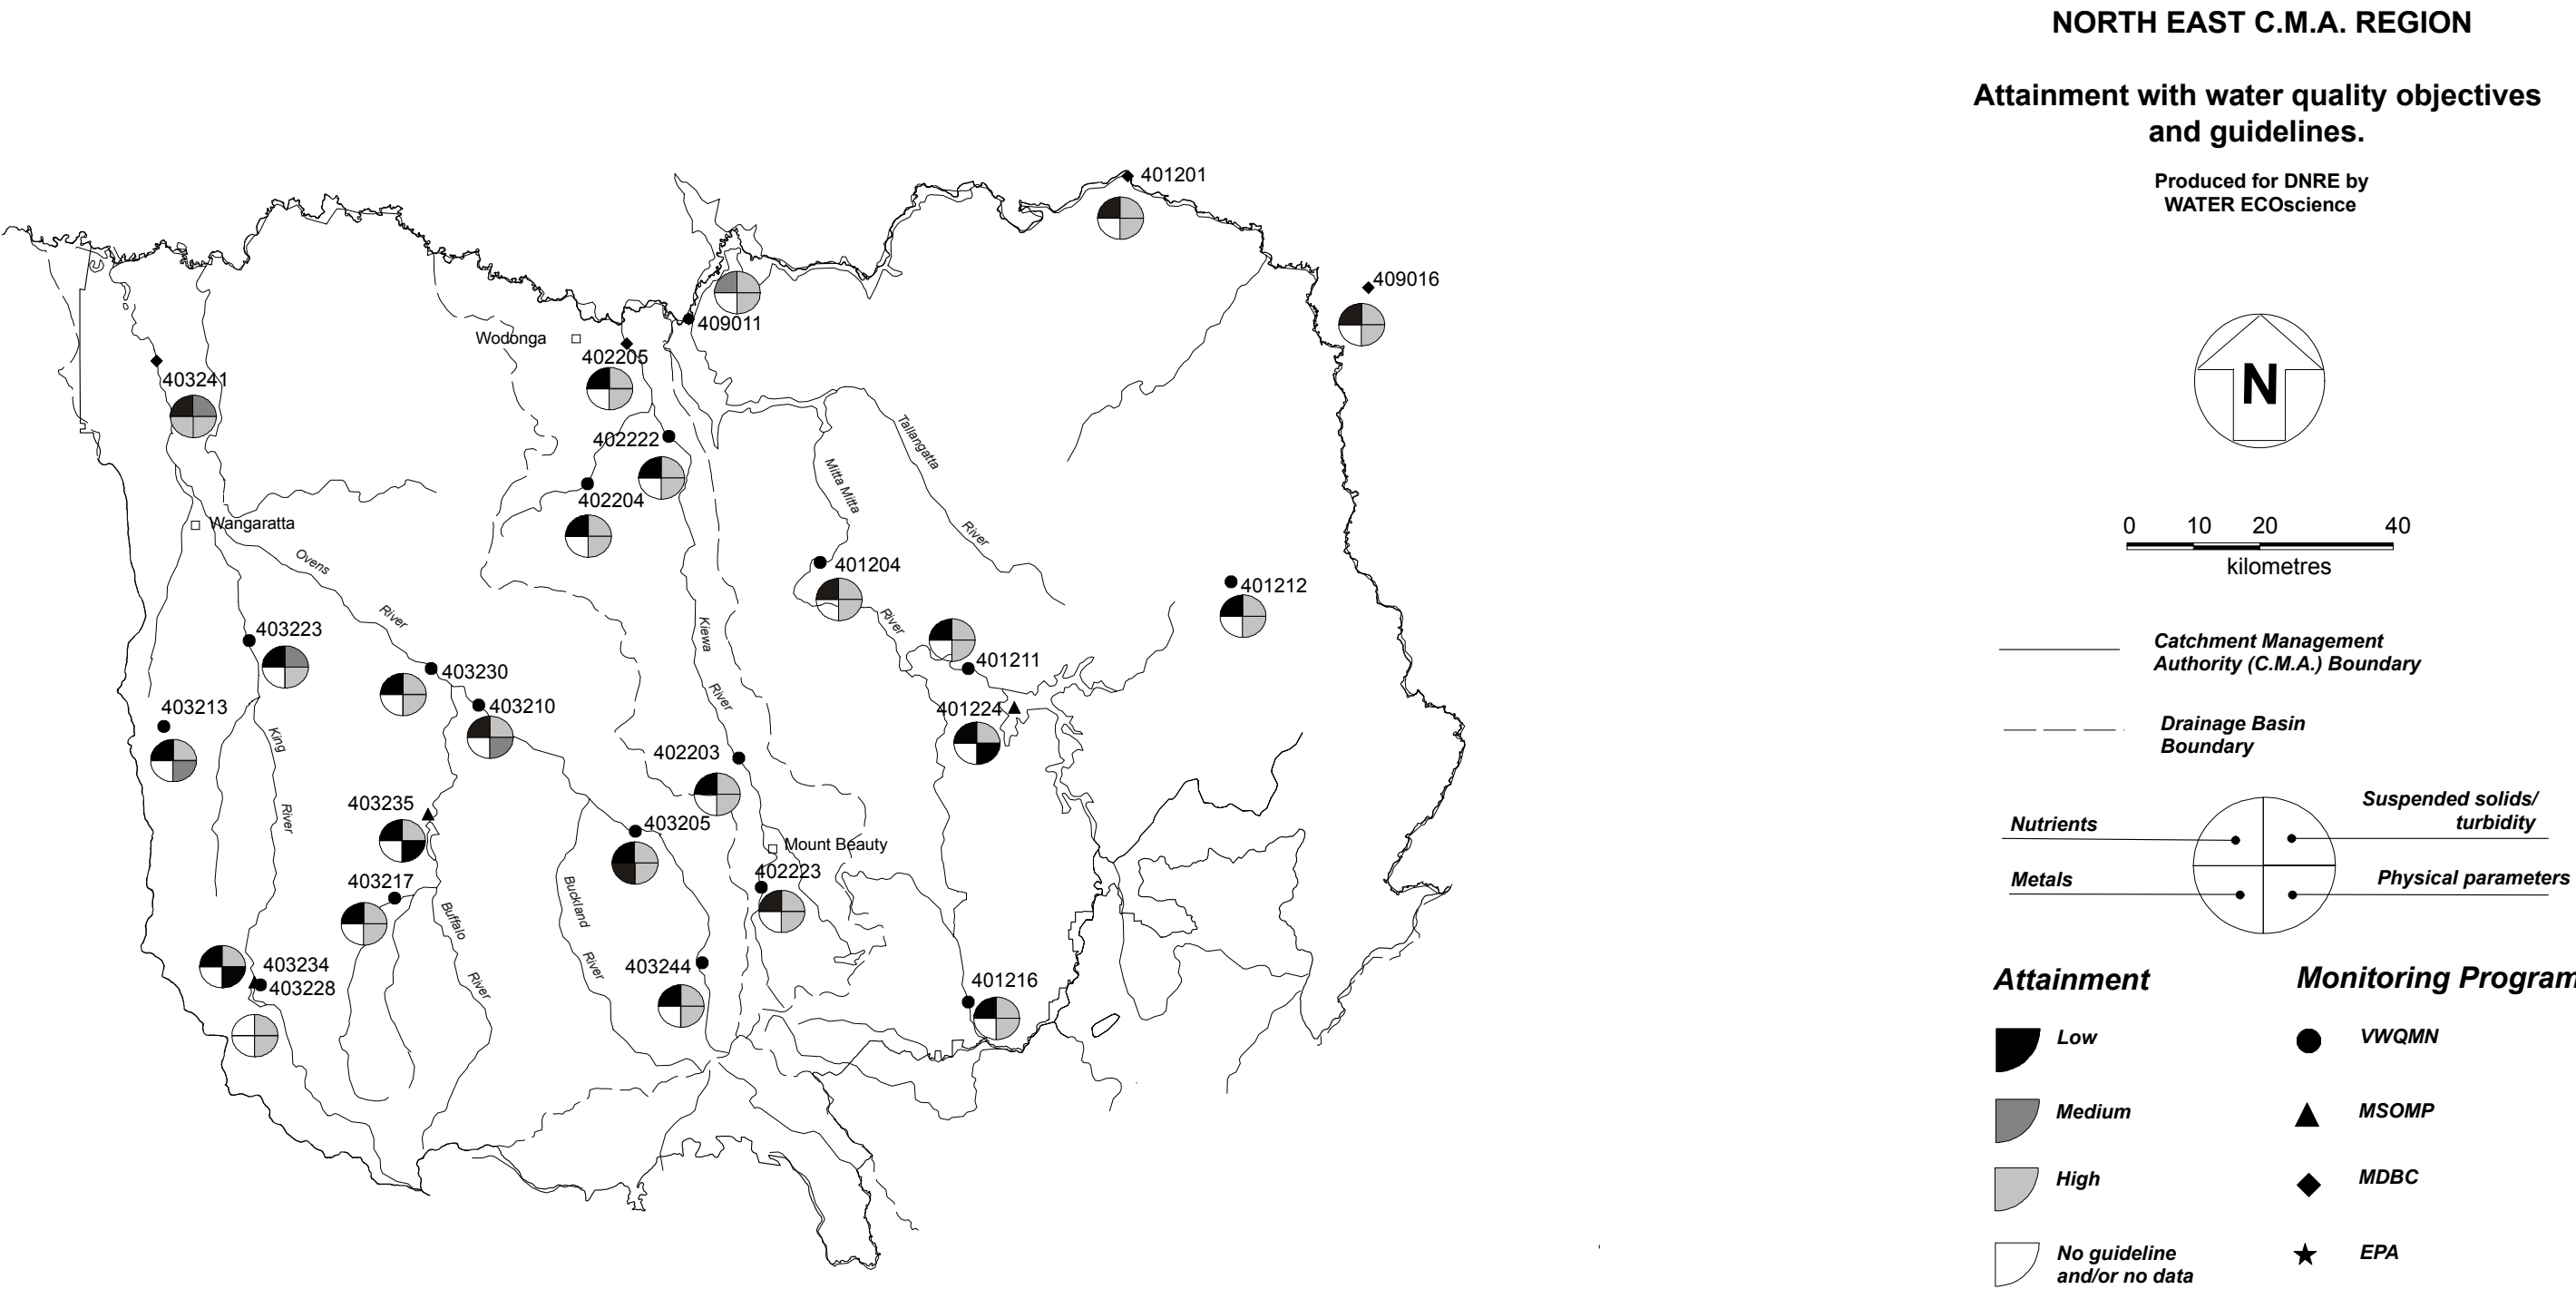 NORTH EAST C.M.A. REGION
Attainment with water quality objectives
and guidelines.
Produced for DNRE by
WATER ECOscience
401201
409016
409011
Wodonga
402205
403241
402222
402204
Tallangatta
River
Mitta Mitta
River
Wangaratta
Ovens
River
401204
401212
403223
Kiewa
River
401211
403230
403213
403210
401224
King
River
402203
403235
403205
Mount Beauty
402223
403217
Buckland
River
Buffalo
River
403234
403228
403244
401216
N
0 10 20 40
kilometres
Catchment Management
Authority (C.M.A.) Boundary
Drainage Basin
Boundary
Suspended solids/
turbidity
Nutrients
Metals
Physical parameters
Attainment
Low
Medium
High
No guideline
and/or no data
Monitoring Program
VWQMN
MSOMP
MDBC
EPA